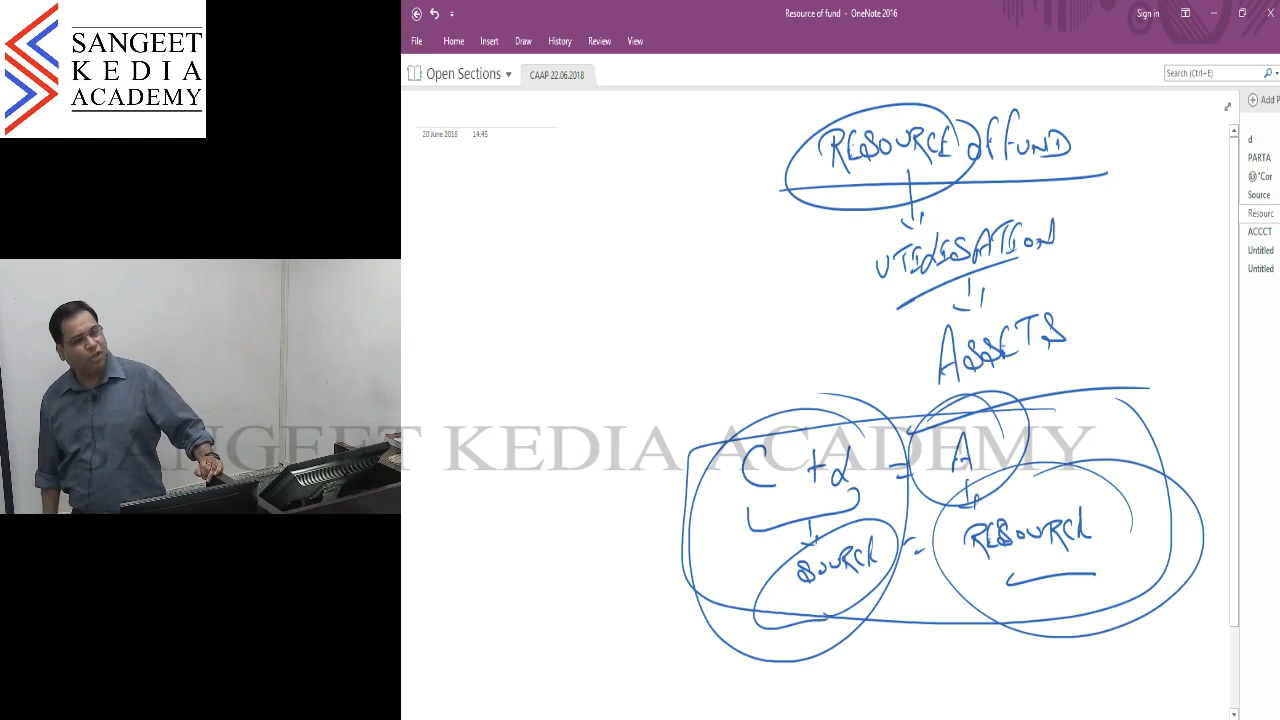 SANGEET
KEDIA
ACADEMY
Resource of fund - OneNote 2016
Sign in
File Home Insert Draw History Review View
Open Sections
CAAP 22.06.2018
Search (Ctrl+E)
Add P
20 June 2018 14:45
RESOURCE OF FUND
UTILISATION
ASSETS
SANGEET KEDIA ACADEMY
C + L = A
SOURCE = RESOURCE
d
PARTA
@"Cor
Source
Resourc
ACCCT
Untitled
Untitled